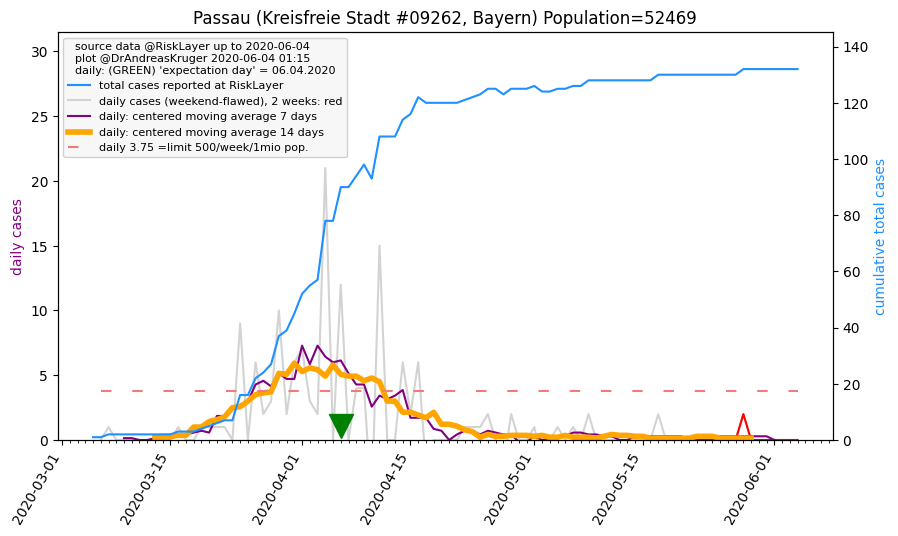 Passau (Kreisfreie Stadt #09262, Bayern) Population=52469
source data @RiskLayer up to 2020-06-04
plot @DrAndreasKruger 2020-06-04 01:15
daily: (GREEN) 'expectation day' = 06.04.2020
total cases reported at RiskLayer
daily cases (weekend-flawed), 2 weeks: red
daily: centered moving average 7 days
daily: centered moving average 14 days
daily 3.75 =limit 500/week/1mio pop.
daily cases
30
25
20
15
10
5
0
cumulative total cases
140
120
100
80
60
40
20
0
2020-03-01
2020-03-15
2020-04-01
2020-04-15
2020-05-01
2020-05-15
2020-06-01